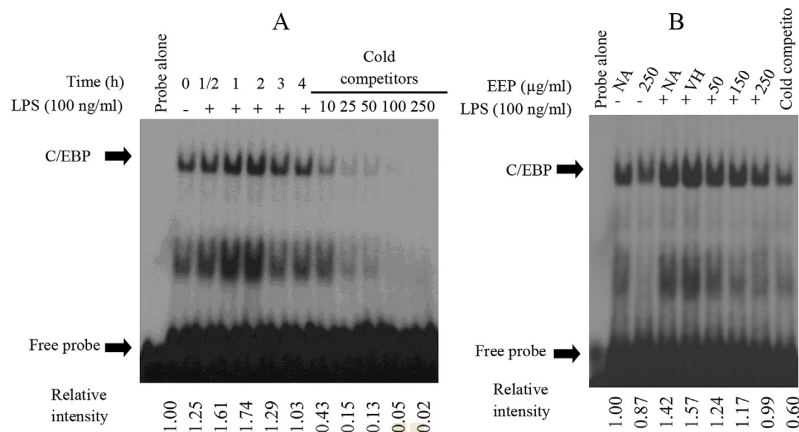 A
Probe alone
Time (h) 0 1/2 1 2 3 4
Cold
competitors
LPS (100 ng/ml) - + + + + + 10 25 50 100 250
C/EBP
Free probe
Relative
intensity
1.00 1.25 1.61 1.74 1.29 1.03 0.43 0.15 0.13 0.05 0.02
B
Probe alone
EEP (µg/ml) NA 250 NA VH 50 150 250
Cold competito
LPS (100 ng/ml) - - + + + + +
C/EBP
Free probe
Relative
intensity
1.00 0.87 1.42 1.57 1.24 1.17 0.99 0.60